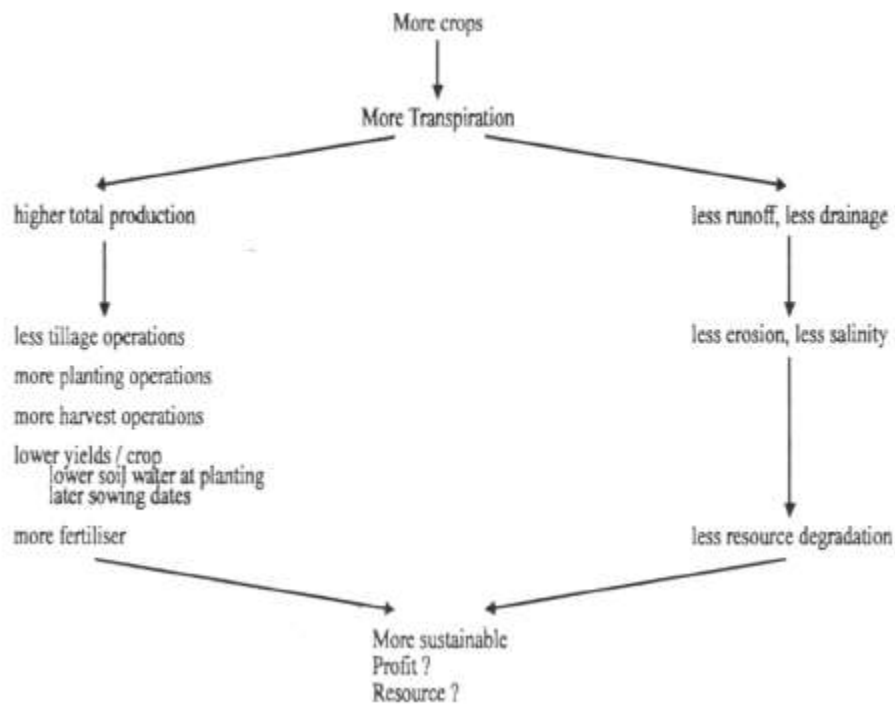 More crops
More Transpiration
higher total production
less runoff, less drainage
less tillage operations
less erosion, less salinity
more planting operations
more harvest operations
lower yields / crop
lower soil water at planting
later sowing dates
more fertiliser
less resource degradation
More sustainable
Profit ?
Resource ?